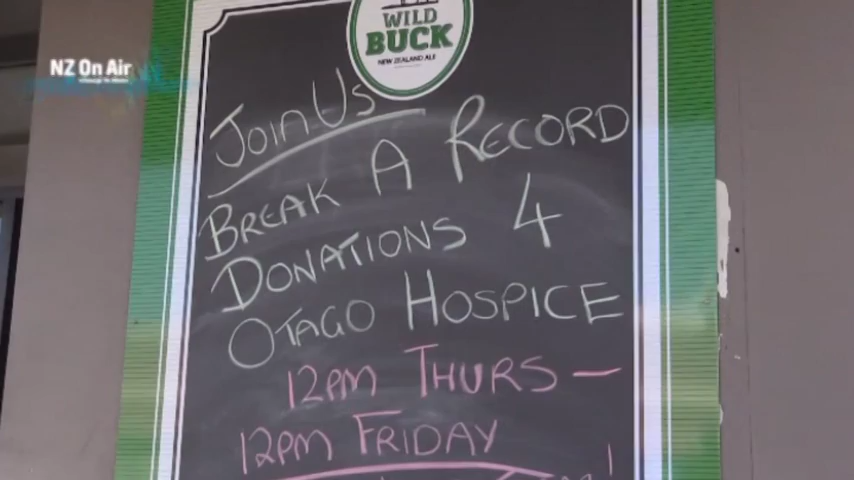 NZ On Air
WILD
BUCK
NEW ZEALAND ALE
JOIN US
BREAK A RECORD
DONATIONS 4
OTAGO HOSPICE
12PM THURS –
12PM FRIDAY